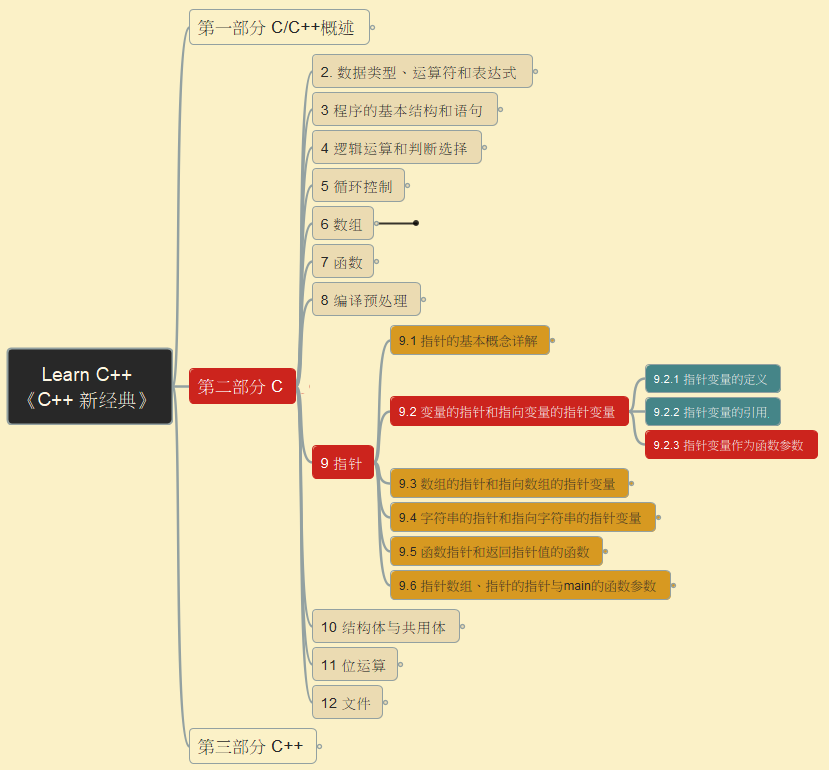 第一部分 C/C++概述
2. 数据类型、运算符和表达式
3 程序的基本结构和语句
4 逻辑运算和判断选择
5 循环控制
6 数组
7 函数
8 编译预处理
Learn C++
《C++ 新经典》
第二部分 C
9 指针
9.1 指针的基本概念详解
9.2 变量的指针和指向变量的指针变量
9.2.1 指针变量的定义
9.2.2 指针变量的引用
9.2.3 指针变量作为函数参数
9.3 数组的指针和指向数组的指针变量
9.4 字符串的指针和指向字符串的指针变量
9.5 函数指针和返回指针值的函数
9.6 指针数组、指针的指针与main的函数参数
10 结构体与共用体
11 位运算
12 文件
第三部分 C++